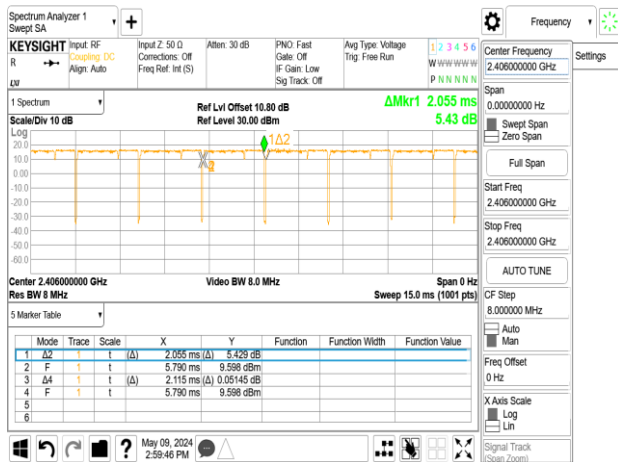 Spectrum Analyzer 1
Swept SA
Frequency
KEYSIGHT
R
Input: RF
Coupling: DC
Align: Auto
Input Z: 50 Ω
Corrections: Off
Freq Ref: Int (S)
Atten: 30 dB
PNO: Fast
Gate: Off
IF Gain: Low
Sig Track: Off
Avg Type: Voltage
Trig: Free Run
1 2 3 4 5 6
W W W W W W
P N N N N N
LXI
1 Spectrum
Scale/Div 10 dB
Ref Lvl Offset 10.80 dB
Ref Level 30.00 dBm
ΔMkr1 2.055 ms
5.43 dB
Log
20.0
10.0
0.00
-10.0
-20.0
-30.0
-40.0
-50.0
-60.0
1Δ2
Center 2.406000000 GHz
Res BW 8 MHz
Video BW 8.0 MHz
Span 0 Hz
Sweep 15.0 ms (1001 pts)
5 Marker Table
Mode Trace Scale X Y Function Function Width Function Value
1 Δ2 1 t (Δ) 2.055 ms (Δ) 5.429 dB
2 F 1 t 5.790 ms 9.598 dBm
3 Δ4 1 t (Δ) 2.115 ms (Δ) 0.05145 dB
4 F 1 t 5.790 ms 9.598 dBm
5
6
May 09, 2024
2:59:46 PM
Center Frequency
2.406000000 GHz
Settings
Span
0.00000000 Hz
Swept Span
Zero Span
Full Span
Start Freq
2.406000000 GHz
Stop Freq
2.406000000 GHz
AUTO TUNE
CF Step
8.000000 MHz
Auto
Man
Freq Offset
0 Hz
X Axis Scale
Log
Lin
Signal Track
(Span Zoom)